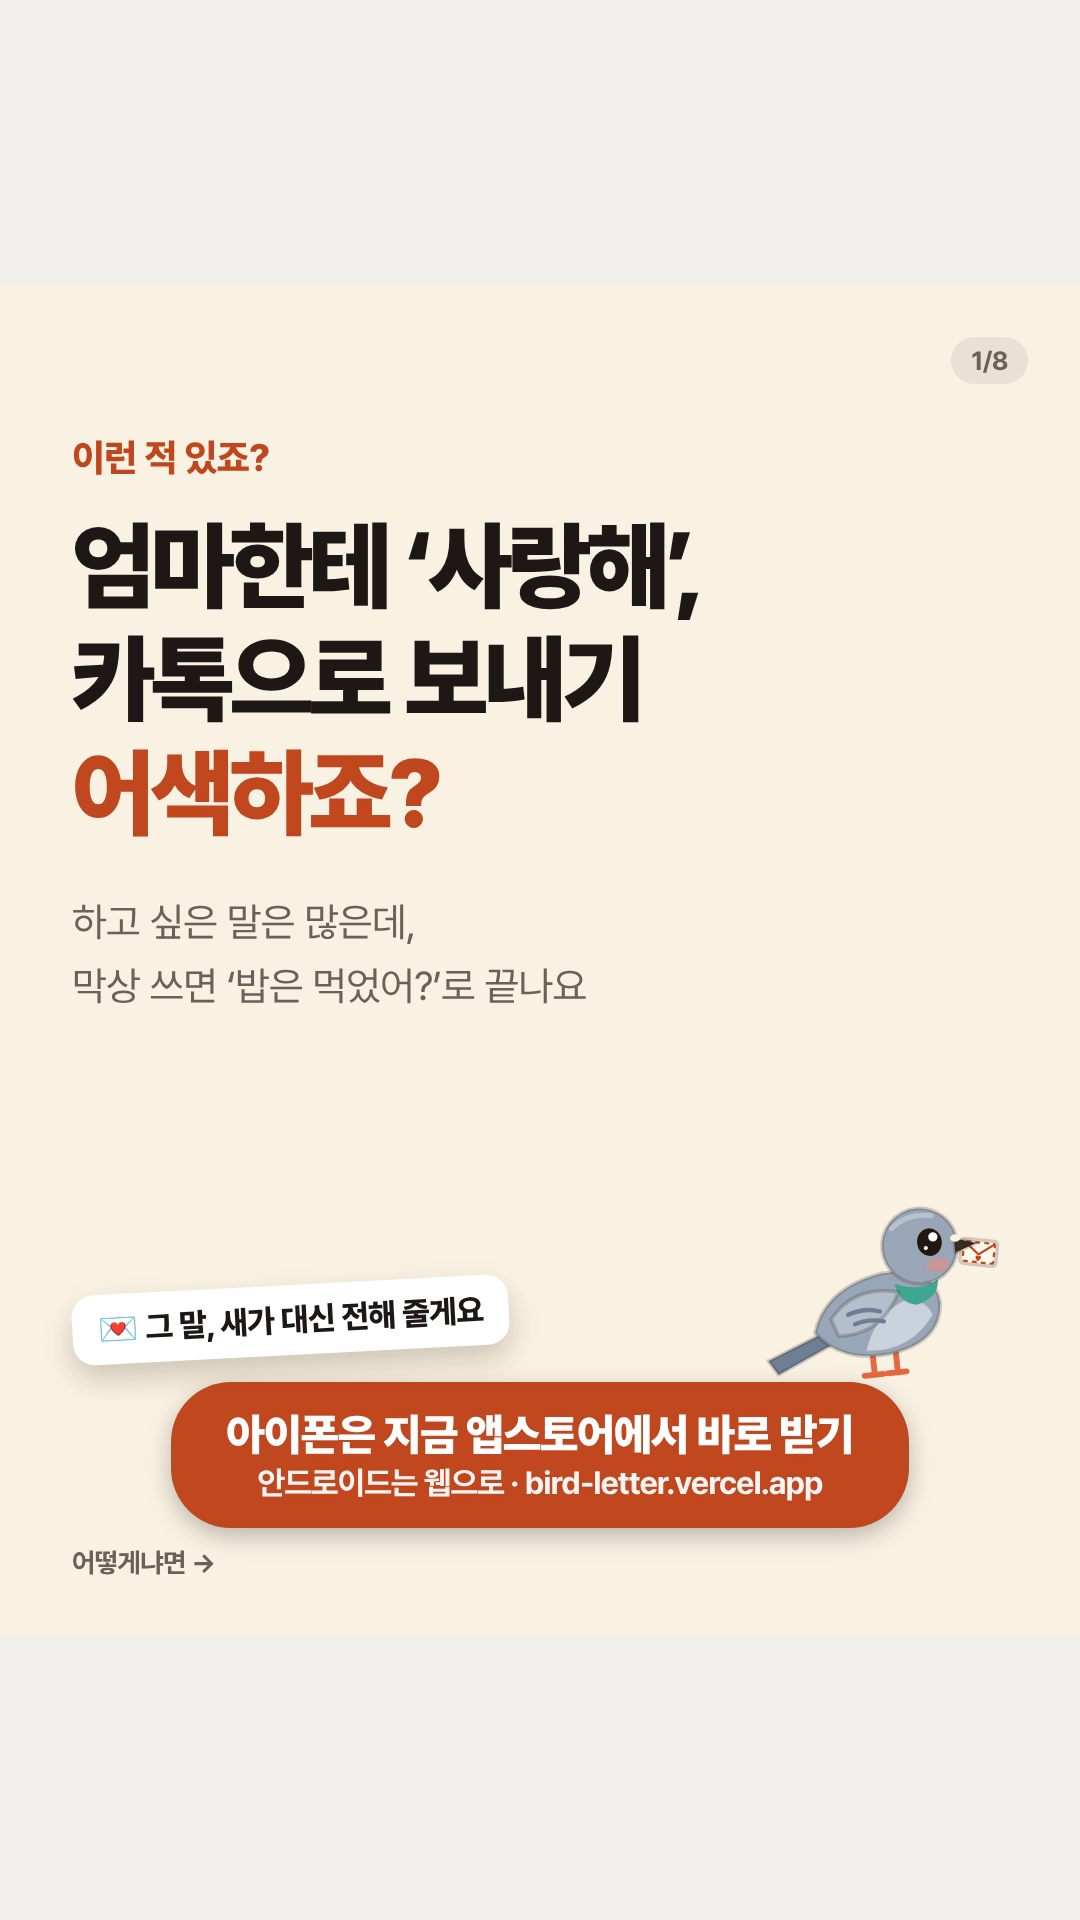 1/8
이런 적 있죠?
엄마한테 ‘사랑해’,
카톡으로 보내기
어색하죠?
하고 싶은 말은 많은데,
막상 쓰면 ‘밥은 먹었어?’로 끝나요
💌 그 말, 새가 대신 전해 줄게요
아이폰은 지금 앱스토어에서 바로 받기
안드로이드는 웹으로 · bird-letter.vercel.app
어떻게냐면 →